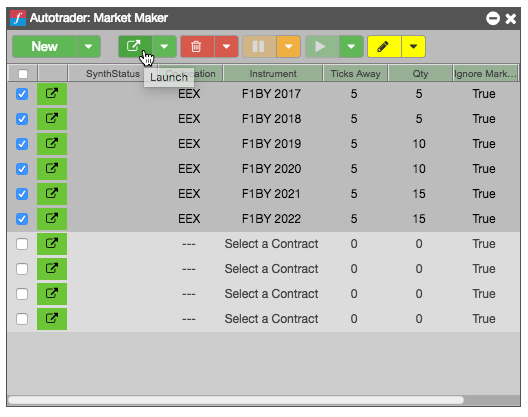 Autotrader: Market Maker
New
SynthStatus Instrument Ticks Away Qty Ignore Mark...
Launch
EEX F1BY 2017 5 5 True
EEX F1BY 2018 5 5 True
EEX F1BY 2019 5 10 True
EEX F1BY 2020 5 10 True
EEX F1BY 2021 5 15 True
EEX F1BY 2022 5 15 True
--- Select a Contract 0 0 True
--- Select a Contract 0 0 True
--- Select a Contract 0 0 True
--- Select a Contract 0 0 True